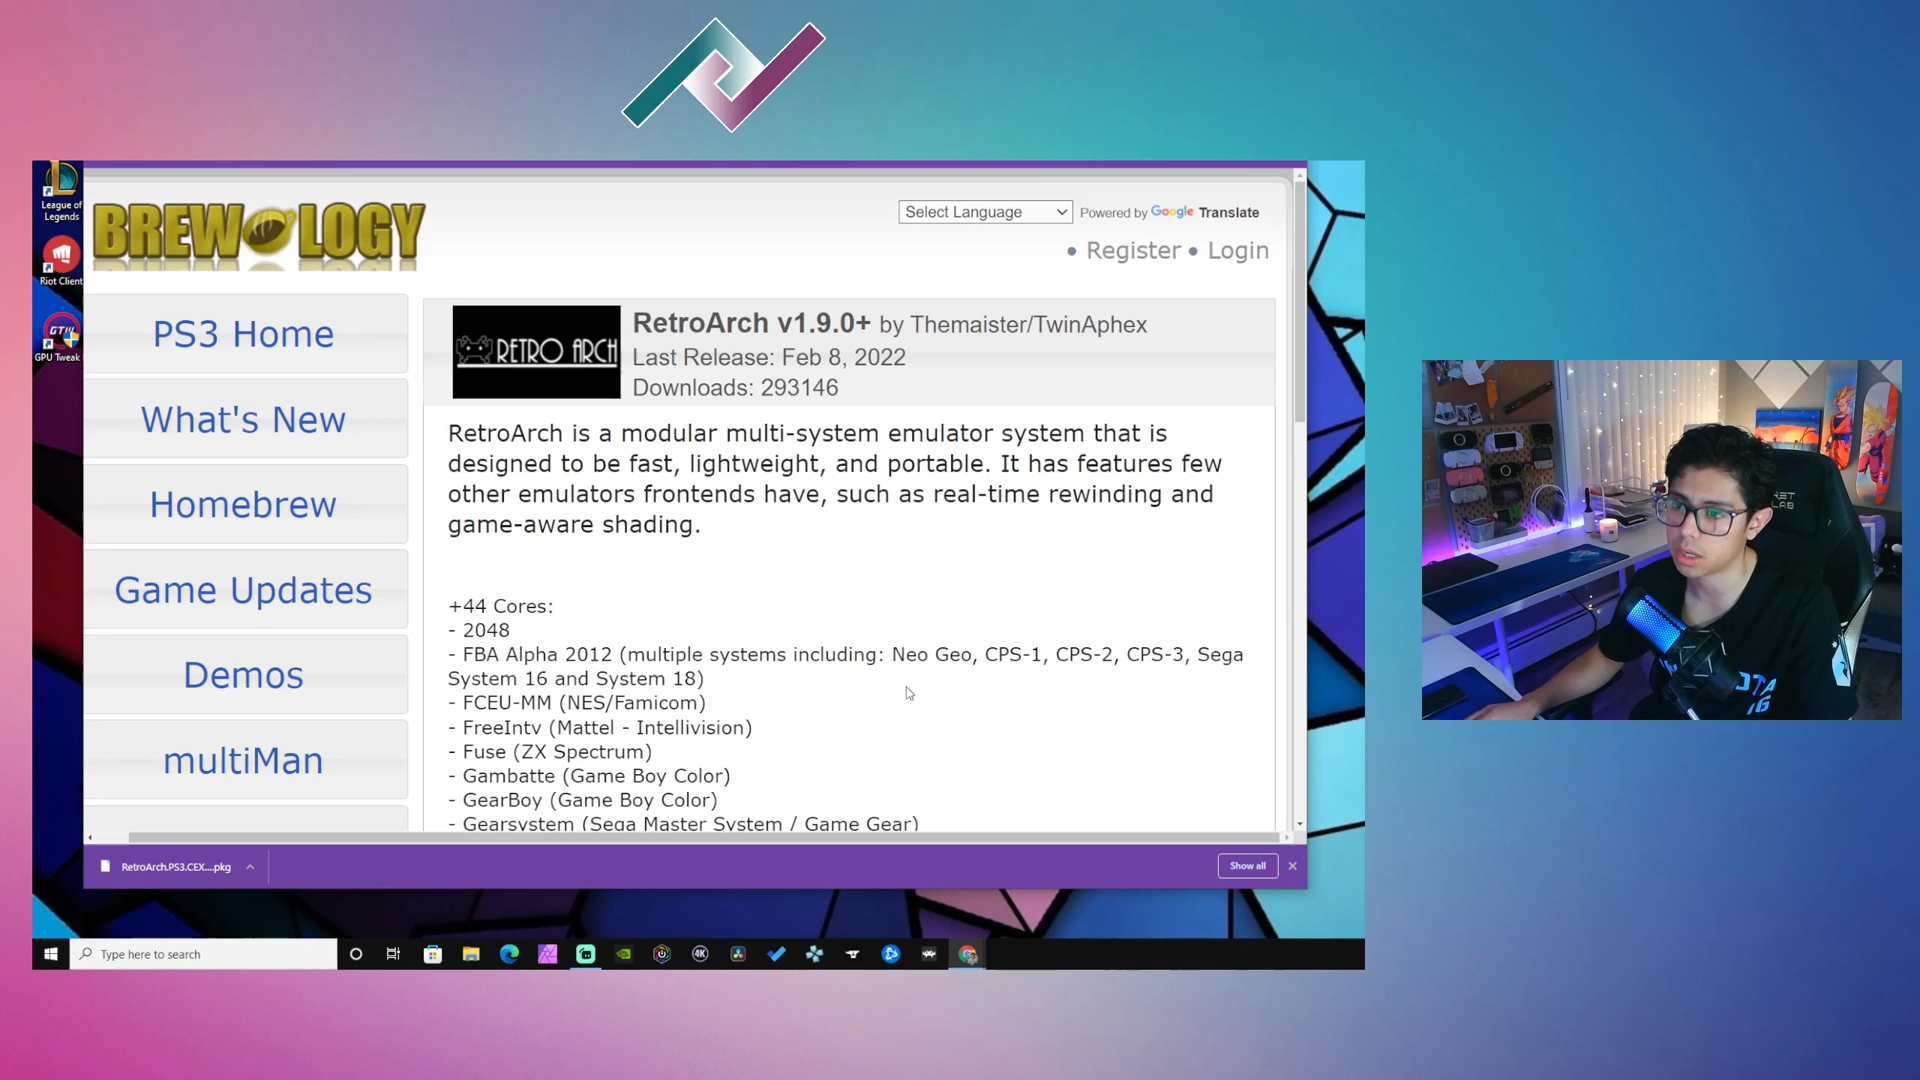 League of
Legends
Riot Client
GTIII
GPU Tweak
BREWOLOGY
Select Language
Powered by Google Translate
• Register • Login
PS3 Home
What's New
Homebrew
Game Updates
Demos
multiMan
RETRO ARCH
RetroArch v1.9.0+ by Themaister/TwinAphex
Last Release: Feb 8, 2022
Downloads: 293146
RetroArch is a modular multi-system emulator system that is
designed to be fast, lightweight, and portable. It has features few
other emulators frontends have, such as real-time rewinding and
game-aware shading.
+44 Cores:
- 2048
- FBA Alpha 2012 (multiple systems including: Neo Geo, CPS-1, CPS-2, CPS-3, Sega
System 16 and System 18)
- FCEU-MM (NES/Famicom)
- FreeIntv (Mattel - Intellivision)
- Fuse (ZX Spectrum)
- Gambatte (Game Boy Color)
- GearBoy (Game Boy Color)
- Gearsystem (Sega Master System / Game Gear)
RetroArch.PS3.CEX....pkg
Show all
Type here to search
4K